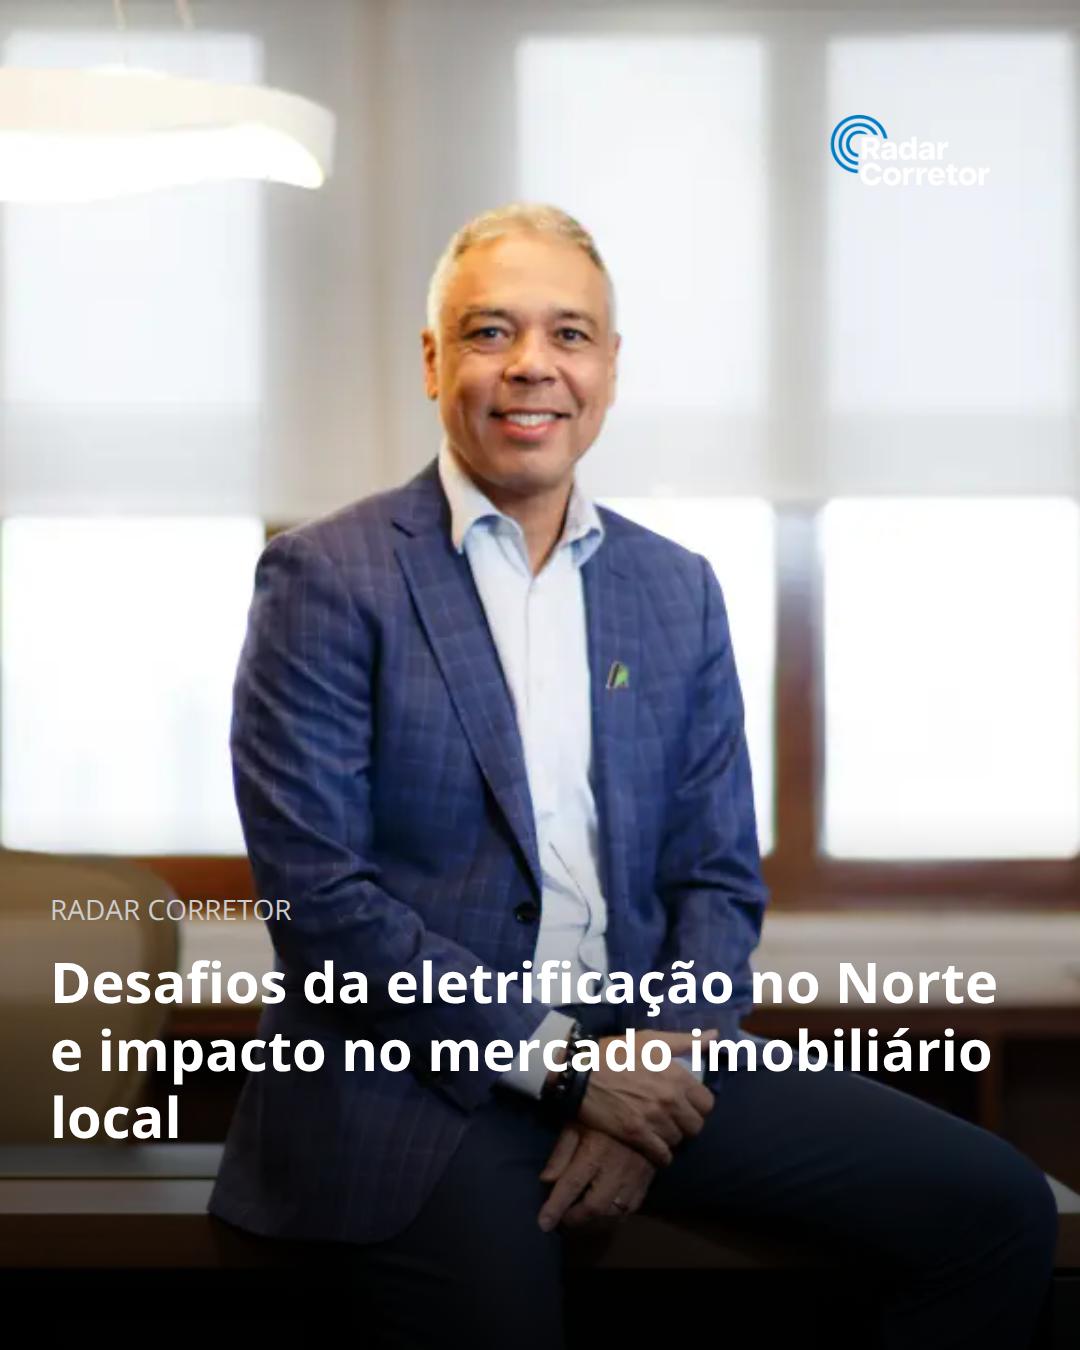 Radar
Corretor
RADAR CORRETOR
Desafios da eletrificação no Norte
e impacto no mercado imobiliário
local